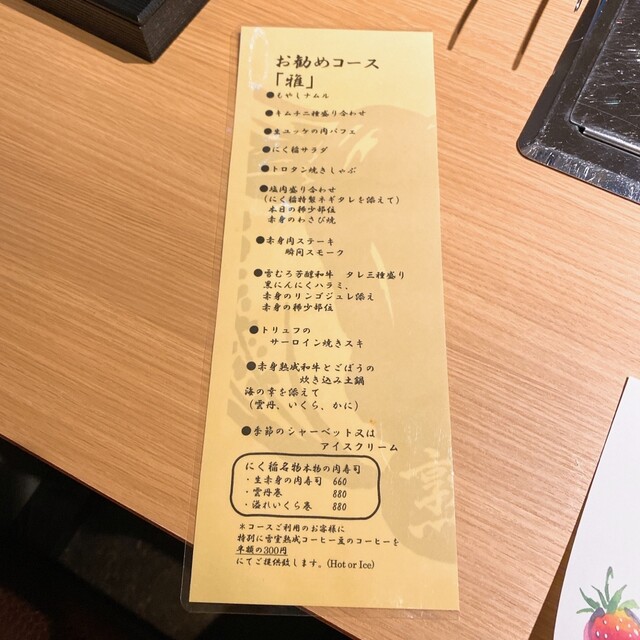 お勧めコース
「雅」
●もやしナムル
●キムチ二種盛り合わせ
●生ユッケの肉パフェ
●にく稲サラダ
●トロタン焼きしゃぶ
●塩肉盛り合わせ
(にく稲特製ネギタレを添えて)
本日の稀少部位
赤身のわさび焼
●赤身肉ステーキ
瞬間スモーク
●雪むろ芳醇和牛　タレ三種盛り
黒にんにくハラミ、
赤身のリンゴジュレ添え
赤身の稀少部位
●トリュフの
サーロイン焼きスキ
●赤身熟成和牛とごぼうの
炊き込み土鍋
海の幸を添えて
(雲丹、いくら、かに)
●季節のシャーベット又は
アイスクリーム
にく稲名物本物の肉寿司
・生赤身の肉寿司　660
・雲丹巻　880
・溢れいくら巻　880
＊コースご利用のお客様に
特別に雪室熟成コーヒー豆のコーヒーを
半額の300円
にてご提供致します。(Hot or Ice)